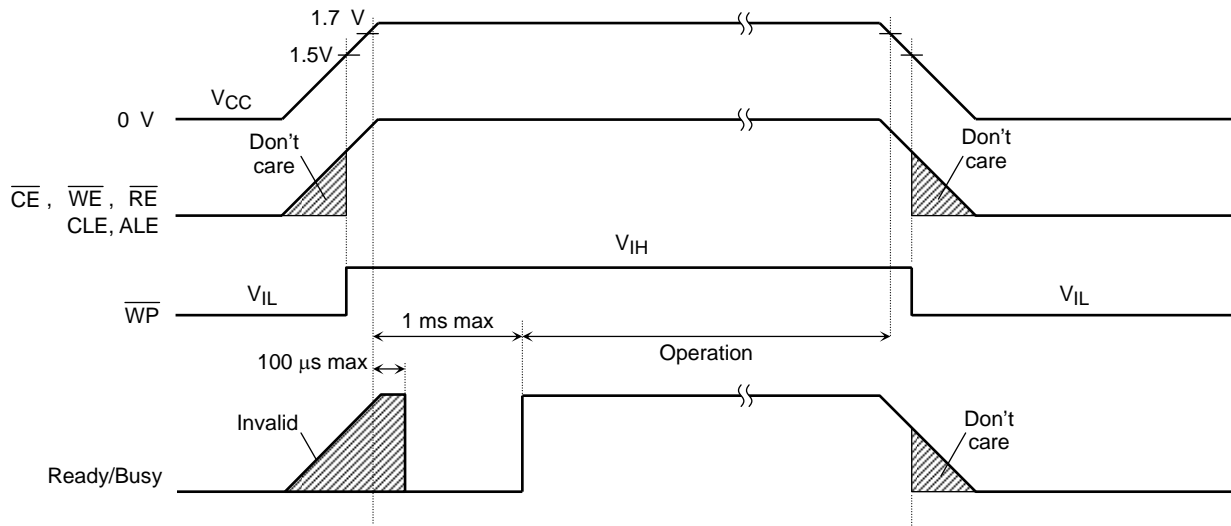 1.7 V
1.5V
VCC
0 V
Don't
care
Don't
care
CE , WE , RE
CLE, ALE
VIH
VIL
VIL
WP
1 ms max
Operation
100 μs max
Invalid
Don't
care
Ready/Busy